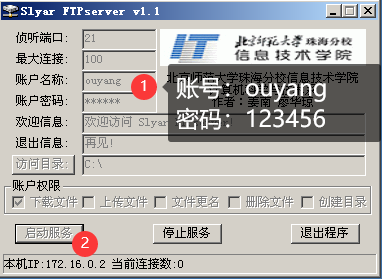 Slyar FTPserver v1.1
侦听端口: 21
最大连接: 100
账户名称: ouyang
账户密码: ******
欢迎信息: 欢迎访问 Slyar
退出信息: 再见!
访问目录: C:\
IT 北京师范大学珠海分校
信息技术学院
北京师范大学珠海分校信息技术学院
1
账号：ouyang
密码：123456
账户权限
下载文件 上传文件 文件更名 删除文件 创建目录
启动服务 停止服务 退出程序
2
本机IP:172.16.0.2 当前连接数:0